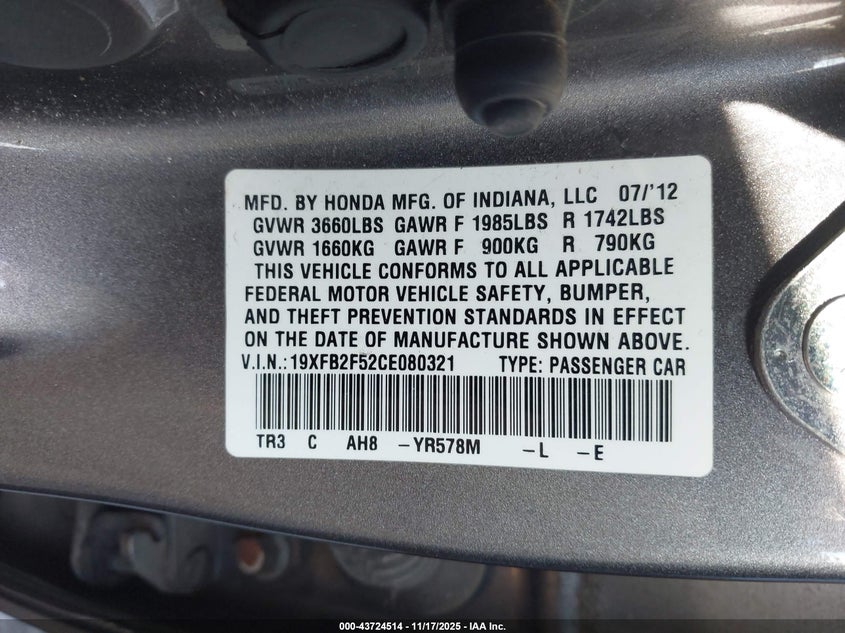 MFD. BY HONDA MFG. OF INDIANA, LLC 07/'12
GVWR 3660LBS GAWR F 1985LBS R 1742LBS
GVWR 1660KG GAWR F 900KG R 790KG
THIS VEHICLE CONFORMS TO ALL APPLICABLE
FEDERAL MOTOR VEHICLE SAFETY, BUMPER,
AND THEFT PREVENTION STANDARDS IN EFFECT
ON THE DATE OF MANUFACTURE SHOWN ABOVE.
V.I.N.:19XFB2F52CE080321 TYPE: PASSENGER CAR
TR3 C AH8 –YR578M –L –E
000-43724514 — 11/17/2025 — IAA Inc.